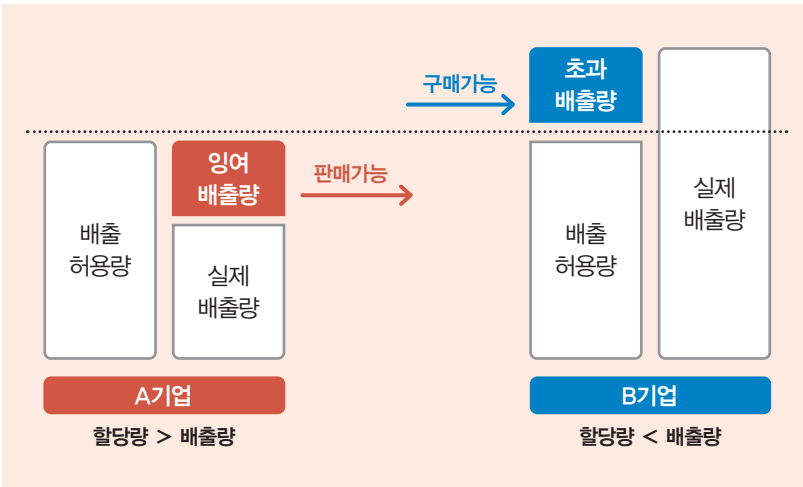 구매가능
초과
배출량
잉여
배출량
판매가능
배출
허용량
실제
배출량
배출
허용량
실제
배출량
A기업
B기업
할당량 > 배출량
할당량 < 배출량